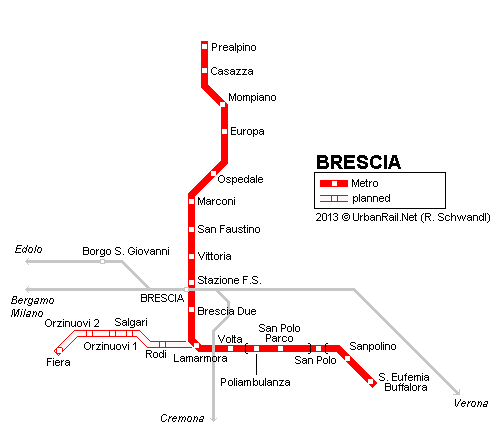 Prealpino
Casazza
Mompiano
Europa
BRESCIA
Ospedale
Metro
planned
Marconi
2013 © UrbanRail.Net (R. Schwandl)
San Faustino
Edolo
Borgo S. Giovanni
Vittoria
Stazione F.S.
Bergamo
Milano
BRESCIA
Brescia Due
Orzinuovi 2
Salgari
San Polo
Parco
Volta
Orzinuovi 1
Rodi
Lamarmora
San Polo
Sanpolino
Fiera
Poliambulanza
S. Eufemia
Buffalora
Cremona
Verona